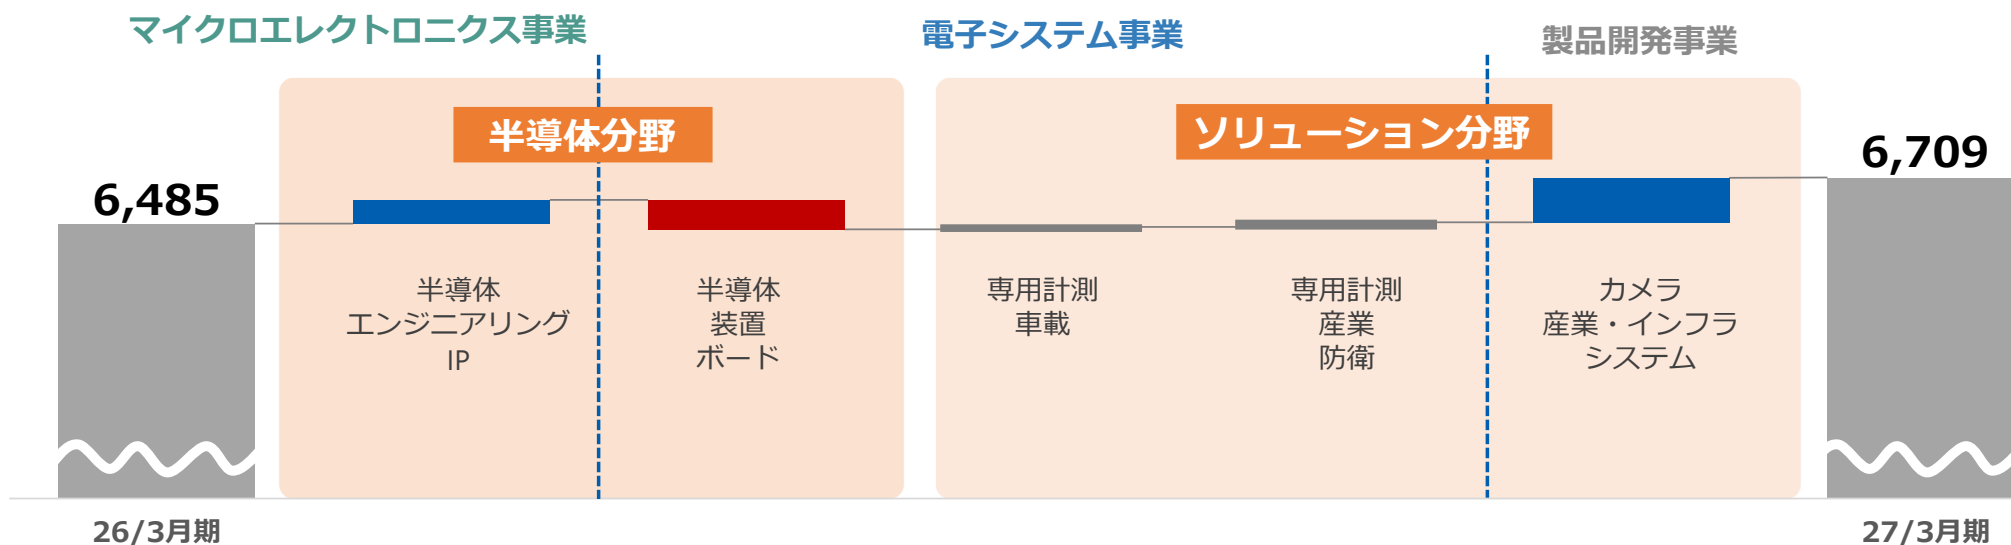 マイクロエレクトロニクス事業
電子システム事業
製品開発事業
半導体分野
ソリューション分野
6,485
6,709
半導体
エンジニアリング
IP
半導体
装置
ボード
専用計測
車載
専用計測
産業
防衛
カメラ
産業・インフラ
システム
26/3月期
27/3月期